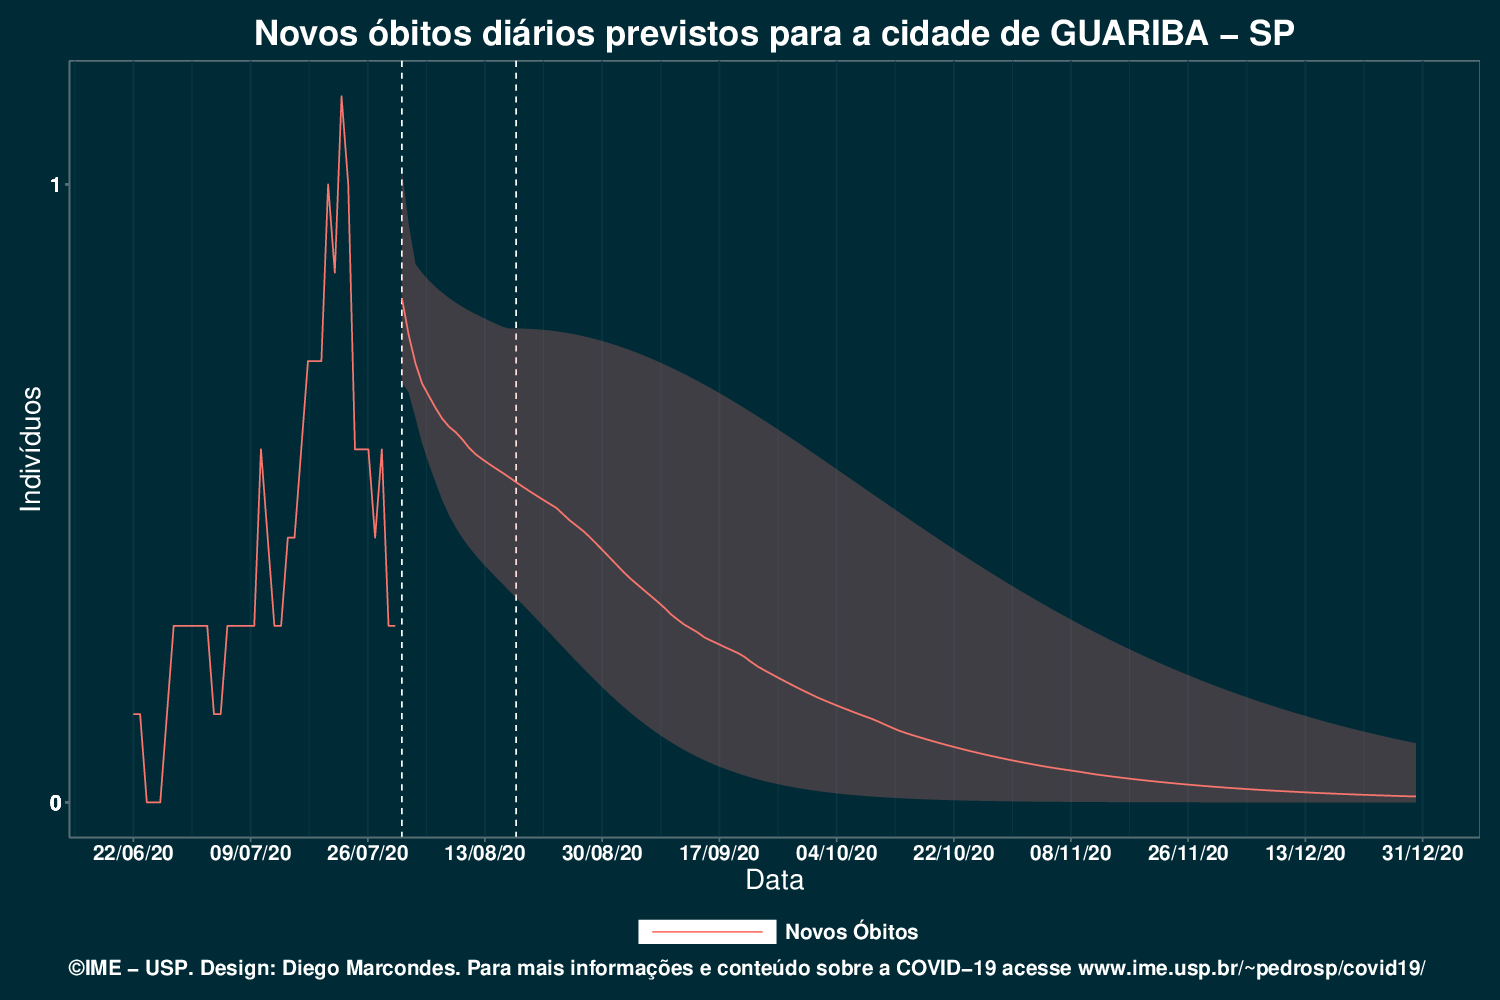 Novos óbitos diários previstos para a cidade de GUARIBA – SP
Indivíduos
1
0
22/06/20 09/07/20 26/07/20 13/08/20 30/08/20 17/09/20 04/10/20 22/10/20 08/11/20 26/11/20 13/12/20 31/12/20
Data
Novos Óbitos
©IME – USP. Design: Diego Marcondes. Para mais informações e conteúdo sobre a COVID–19 acesse www.ime.usp.br/~pedrosp/covid19/